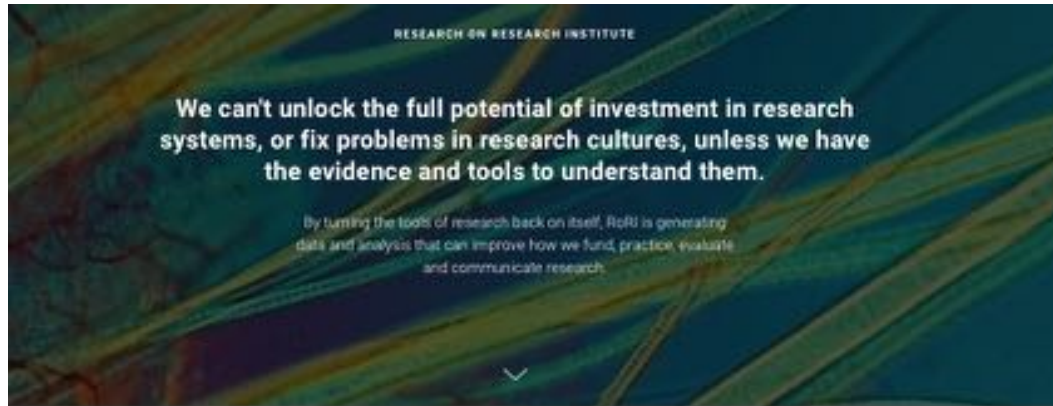 RESEARCH ON RESEARCH INSTITUTE
We can't unlock the full potential of investment in research
systems, or fix problems in research cultures, unless we have
the evidence and tools to understand them.
By turning the tools of research back on itself, RoRI is generating
data and analysis that can improve how we fund, practice, evaluate
and communicate research.